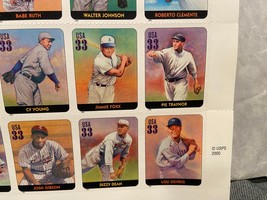 BABE RUTH
WALTER JOHNSON
ROBERTO CLEMENTE
USA 33
USA 33
USA 33
CY YOUNG
JIMMIE FOXX
PIE TRAYNOR
USA 33
USA 33
USA 33
JOSH GIBSON
DIZZY DEAN
LOU GEHRIG
© USPS
2000